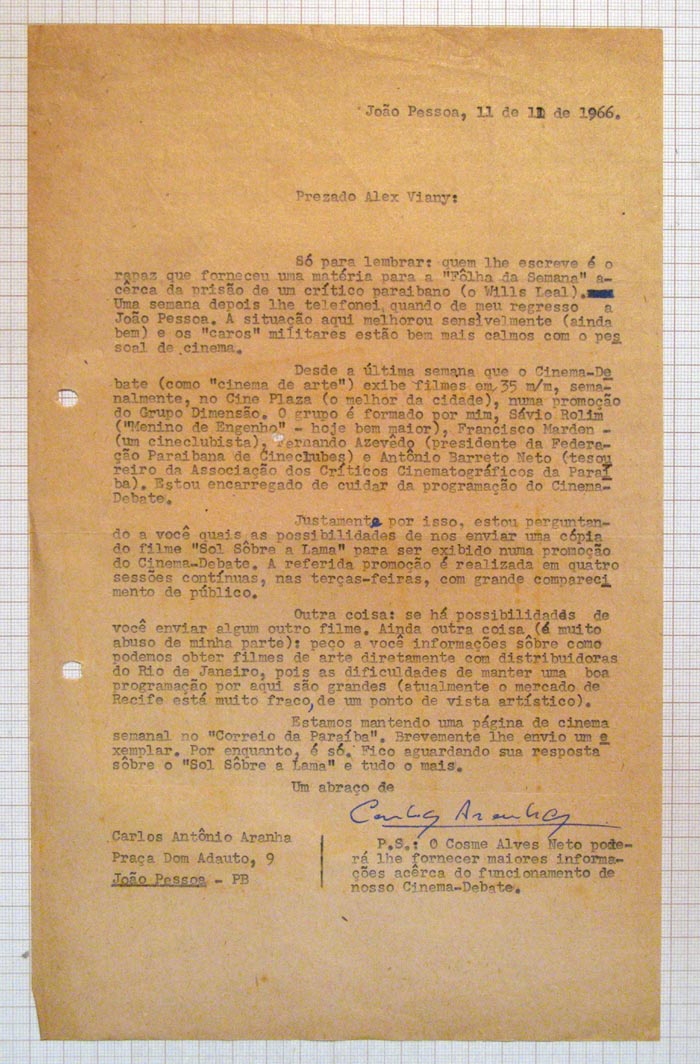 João Pessoa, 11 de 11 de 1966.
Prezado Alex Viany:
Só para lembrar: quem lhe escreve é o
rapaz que forneceu uma matéria para a "Fôlha da Semana" a-
cêrca da prisão de um crítico paraibano (o Wills Leal).
Uma semana depois lhe telefonei, quando de meu regresso a
João Pessoa. A situação aqui melhorou sensivelmente (ainda
bem) e os "caros" militares estão bem mais calmos com o pes
soal de cinema.
Desde a última semana que o Cinema-De
bate (como "cinema de arte") exibe filmes em 35 m/m, sema-
nalmente, no Cine Plaza (o melhor da cidade), numa promoção
do Grupo Dimensão. O grupo é formado por mim, Sávio Rolim
("Menino de Engenho" - hoje bem maior), Francisco Marden -
(um cineclubista), Fernando Azevêdo (presidente da Federa-
ção Paraibana de Cineclubes) e Antônio Barreto Neto (tesou
reiro da Associação dos Críticos Cinematográficos da Paraí
ba). Estou encarregado de cuidar da programação do Cinema-
Debate.
Justamente por isso, estou perguntan-
do a você quais as possibilidades de nos enviar uma cópia
do filme "Sol Sôbre a Lama" para ser exibido numa promoção
do Cinema-Debate. A referida promoção é realizada em quatro
sessões contínuas, nas terças-feiras, com grande compareci
mento de público.
Outra coisa: se há possibilidades de
você enviar algum outro filme. Ainda outra coisa (é muito
abuso de minha parte): peço a você informações sôbre como
podemos obter filmes de arte diretamente com distribuidoras
do Rio de Janeiro, pois as dificuldades de manter uma boa
programação por aqui são grandes (atualmente o mercado de
Recife está muito fraco, de um ponto de vista artístico).
Estamos mantendo uma página de cinema
semanal no "Correio da Paraíba". Brevemente lhe envio um e
xemplar. Por enquanto, é só. Fico aguardando sua resposta
sôbre o "Sol Sôbre a Lama" e tudo o mais.
Um abraço de
Carlos Aranha
Carlos Antônio Aranha
Praça Dom Adauto, 9
João Pessoa - PB
P.S.: O Cosme Alves Neto pode-
rá lhe fornecer maiores informa-
ções acêrca do funcionamento de
nosso Cinema-Debate.